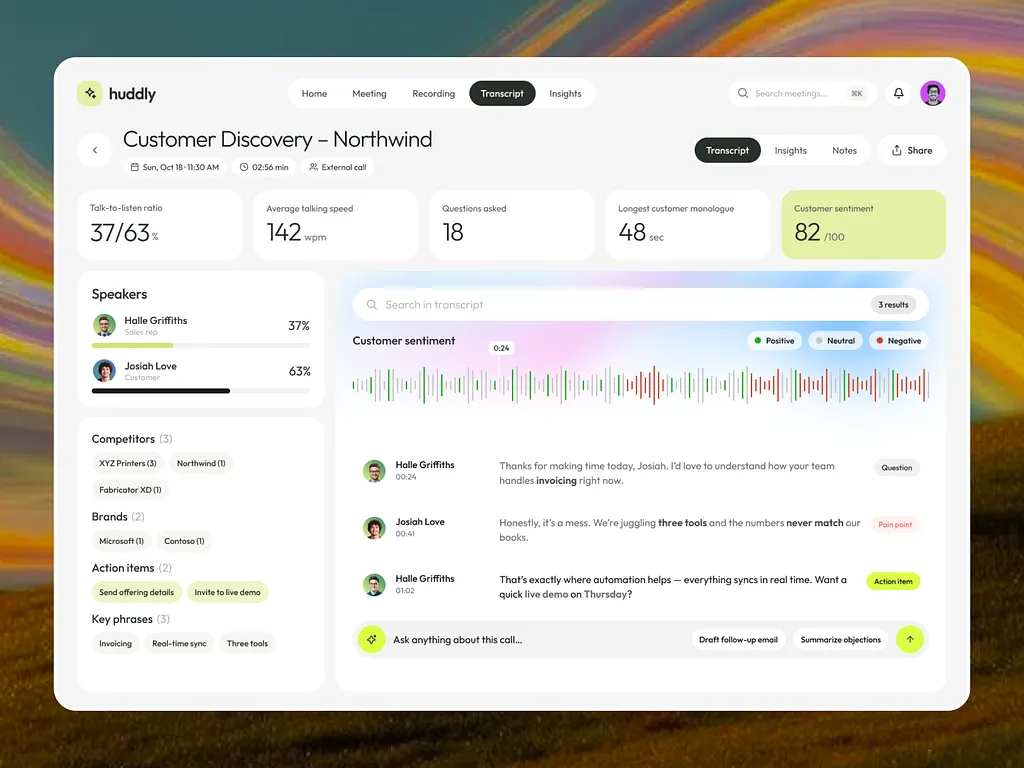 huddly
Home
Meeting
Recording
Transcript
Insights
Search meetings...
⌘K
Customer Discovery – Northwind
Sun, Oct 18 · 11:30 AM
02:56 min
External call
Transcript
Insights
Notes
Share
Talk-to-listen ratio
37/63 %
Average talking speed
142 wpm
Questions asked
18
Longest customer monologue
48 sec
Customer sentiment
82 /100
Speakers
Halle Griffiths
Sales rep
37%
Josiah Love
Customer
63%
Competitors (3)
XYZ Printers (3)
Northwind (1)
Fabricator XD (1)
Brands (2)
Microsoft (1)
Contoso (1)
Action items (2)
Send offering details
Invite to live demo
Key phrases (3)
Invoicing
Real-time sync
Three tools
Search in transcript
3 results
Customer sentiment
0:24
Positive
Neutral
Negative
Halle Griffiths
00:24
Thanks for making time today, Josiah. I'd love to understand how your team
handles invoicing right now.
Question
Josiah Love
00:41
Honestly, it's a mess. We're juggling three tools and the numbers never match our
books.
Pain point
Halle Griffiths
01:02
That's exactly where automation helps — everything syncs in real time. Want a
quick live demo on Thursday?
Action item
Ask anything about this call...
Draft follow-up email
Summarize objections